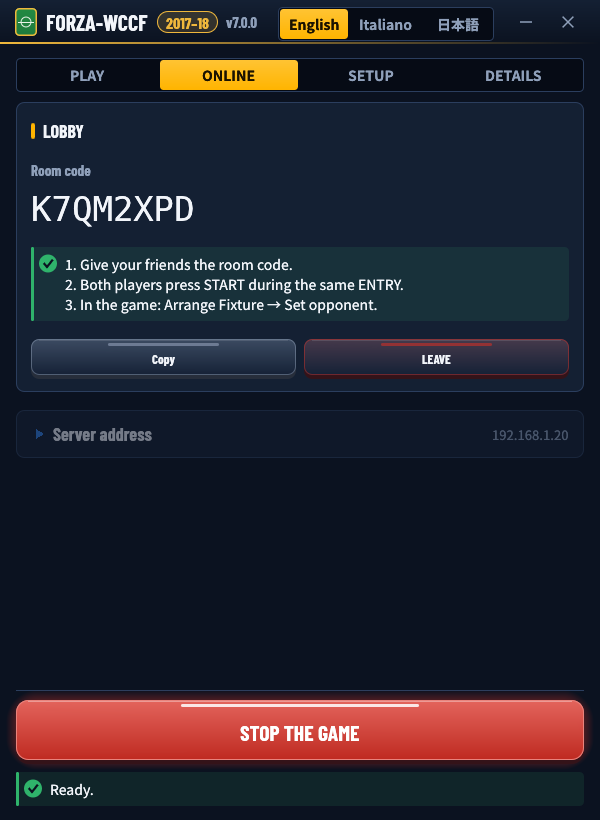 FORZA-WCCF 2017–18 v7.0.0 English Italiano 日本語
PLAY ONLINE SETUP DETAILS
LOBBY
Room code
K7QM2XPD
1. Give your friends the room code.
2. Both players press START during the same ENTRY.
3. In the game: Arrange Fixture → Set opponent.
Copy LEAVE
Server address 192.168.1.20
STOP THE GAME
Ready.